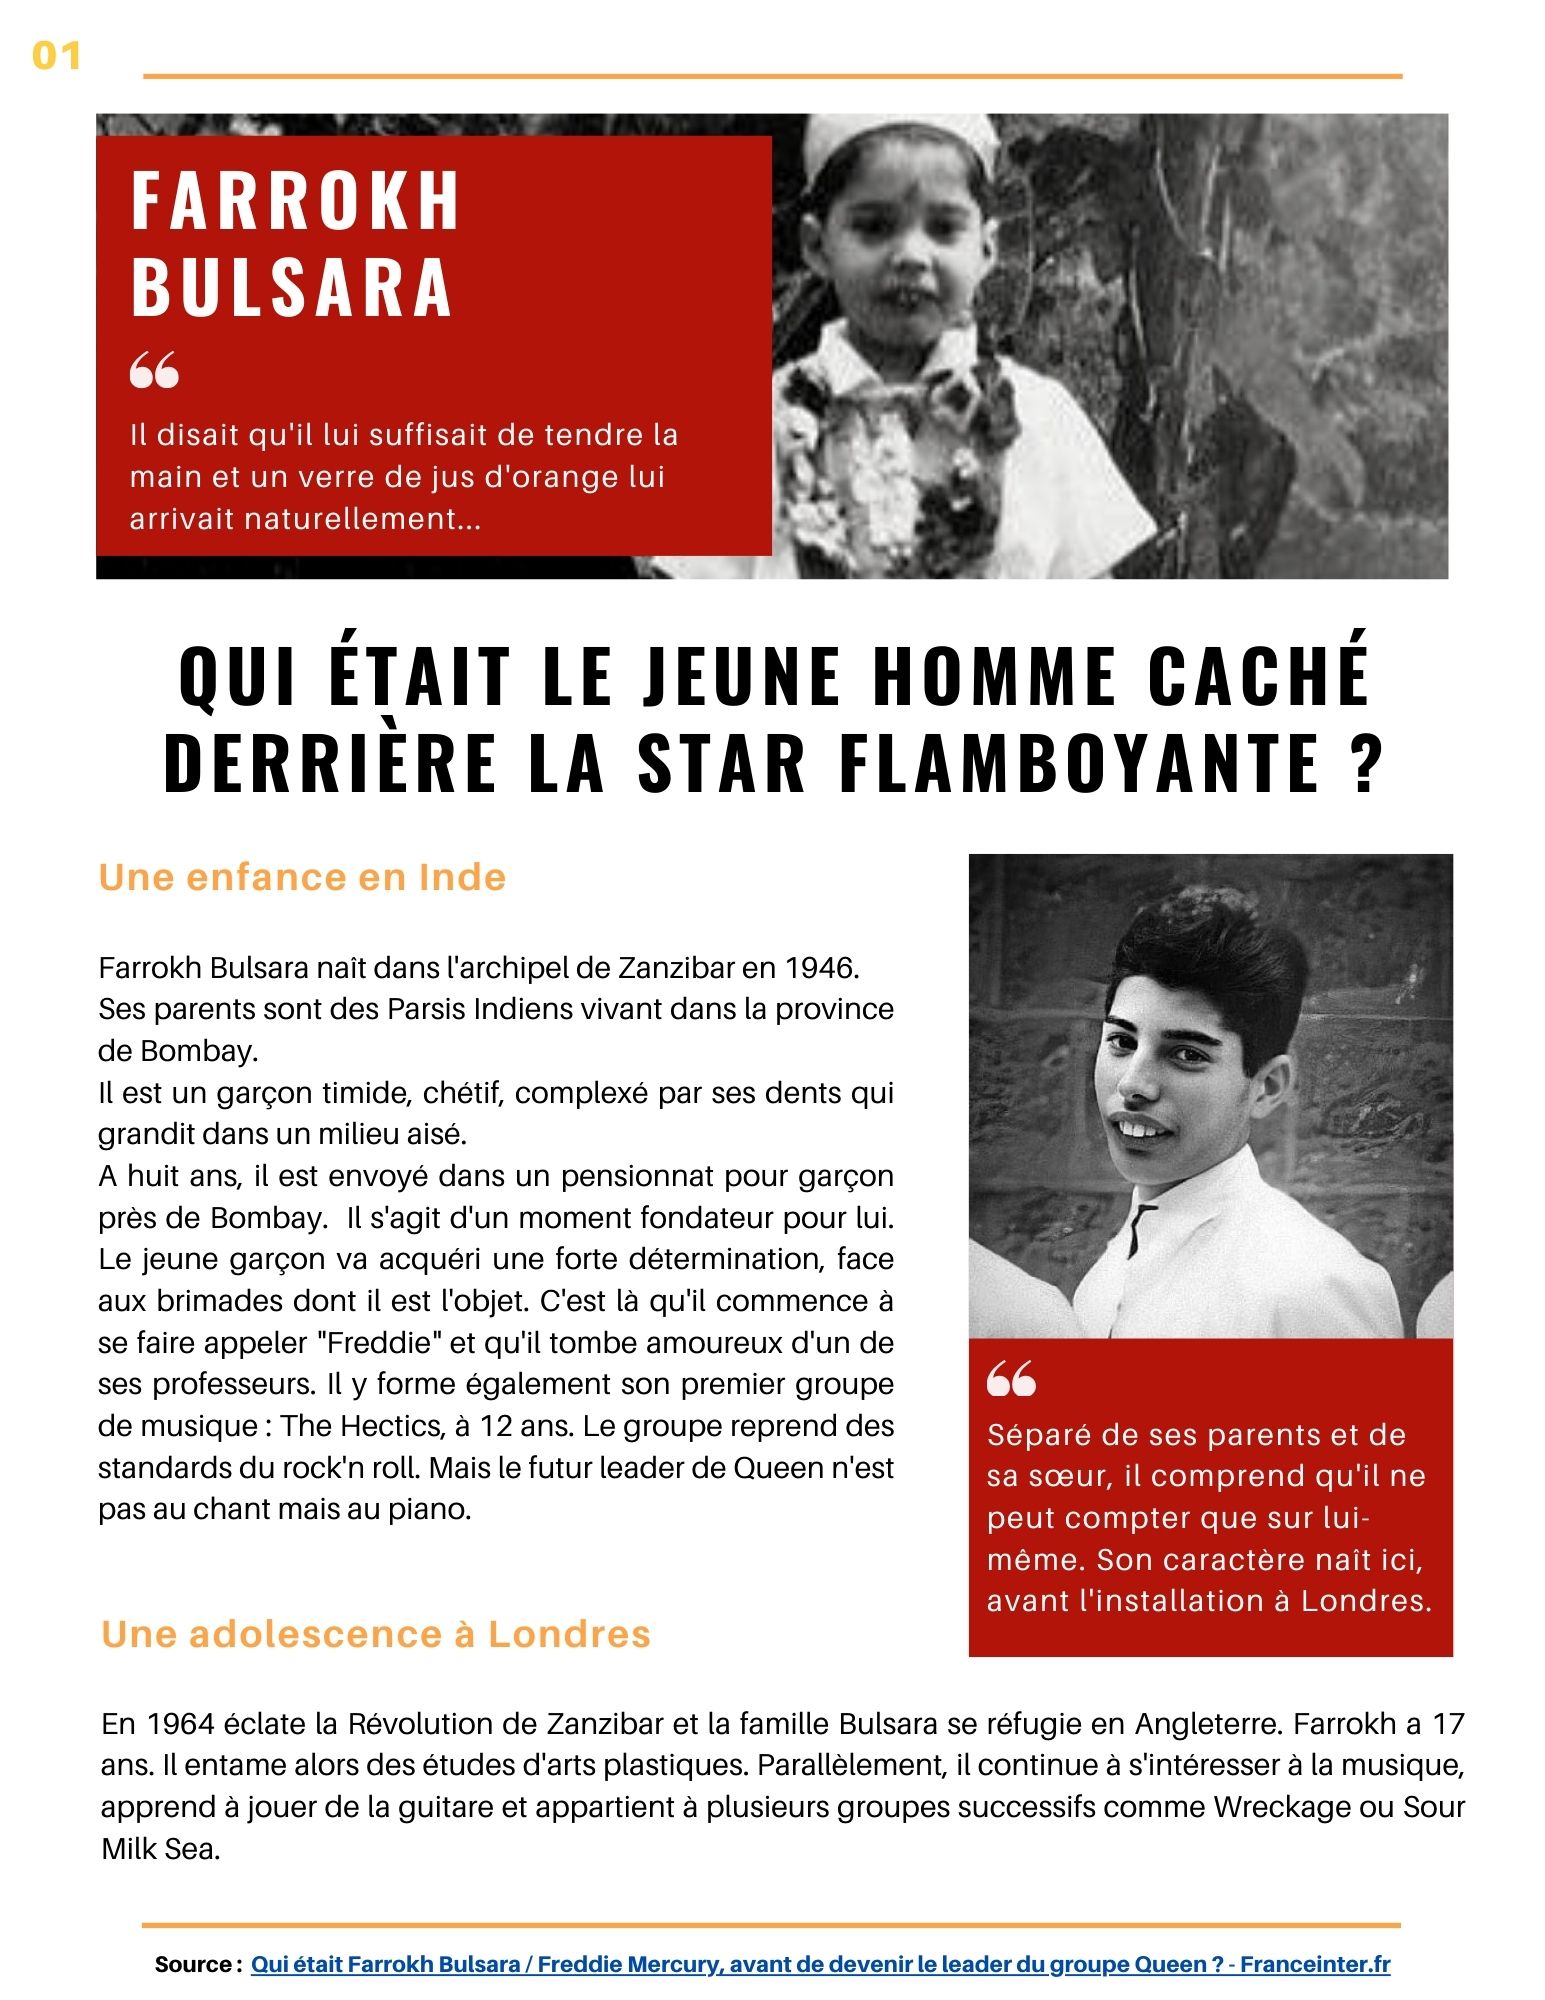 01
FARROKH
BULSARA
Il disait qu'il lui suffisait de tendre la
main et un verre de jus d'orange lui
arrivait naturellement...
QUI ÉTAIT LE JEUNE HOMME CACHÉ
DERRIÈRE LA STAR FLAMBOYANTE ?
Une enfance en Inde
Farrokh Bulsara naît dans l'archipel de Zanzibar en 1946.
Ses parents sont des Parsis Indiens vivant dans la province
de Bombay.
Il est un garçon timide, chétif, complexé par ses dents qui
grandit dans un milieu aisé.
A huit ans, il est envoyé dans un pensionnat pour garçon
près de Bombay.  Il s'agit d'un moment fondateur pour lui.
Le jeune garçon va acquéri une forte détermination, face
aux brimades dont il est l'objet. C'est là qu'il commence à
se faire appeler "Freddie" et qu'il tombe amoureux d'un de
ses professeurs. Il y forme également son premier groupe
de musique : The Hectics, à 12 ans. Le groupe reprend des
standards du rock'n roll. Mais le futur leader de Queen n'est
pas au chant mais au piano.
Séparé de ses parents et de
sa sœur, il comprend qu'il ne
peut compter que sur lui-
même. Son caractère naît ici,
avant l'installation à Londres.
Une adolescence à Londres
En 1964 éclate la Révolution de Zanzibar et la famille Bulsara se réfugie en Angleterre. Farrokh a 17
ans. Il entame alors des études d'arts plastiques. Parallèlement, il continue à s'intéresser à la musique,
apprend à jouer de la guitare et appartient à plusieurs groupes successifs comme Wreckage ou Sour
Milk Sea.
Source : Qui était Farrokh Bulsara / Freddie Mercury, avant de devenir le leader du groupe Queen ? - Franceinter.fr